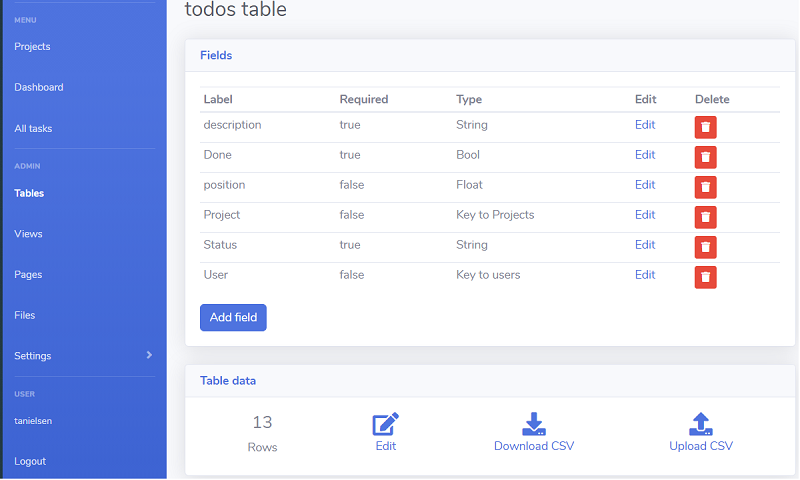 MENU
Projects
Dashboard
All tasks
ADMIN
Tables
Views
Pages
Files
Settings
USER
tanielsen
Logout
todos table
Fields
Label Required Type Edit Delete
description true String Edit
Done true Bool Edit
position false Float Edit
Project false Key to Projects Edit
Status true String Edit
User false Key to users Edit
Add field
Table data
13
Rows
Edit
Download CSV
Upload CSV